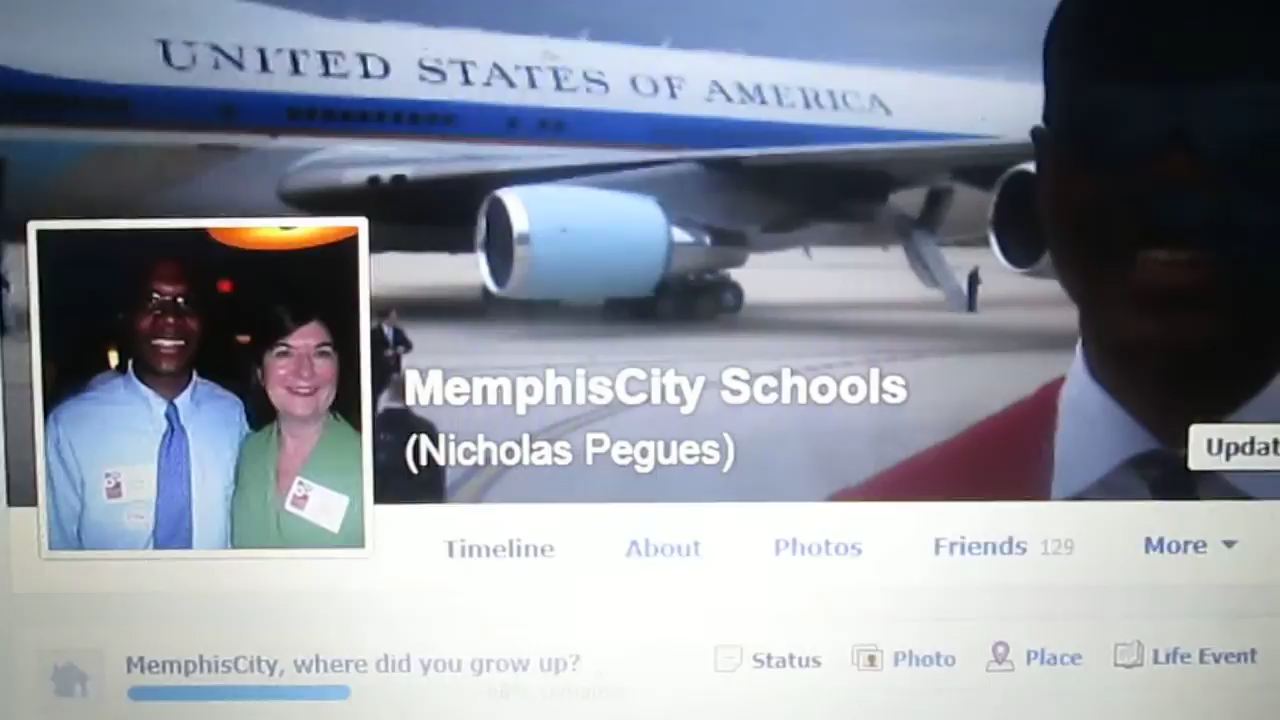 UNITED STATES OF AMERICA
MemphisCity Schools
(Nicholas Pegues)
Updat
Timeline
About
Photos
Friends 129
More
MemphisCity, where did you grow up?
Status
Photo
Place
Life Event